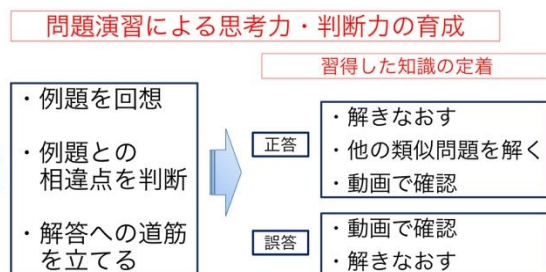 問題演習による思考力・判断力の育成
習得した知識の定着
・例題を回想
・例題との
相違点を判断
・解答への道筋
を立てる
正答
・解きなおす
・他の類似問題を解く
・動画で確認
誤答
・動画で確認
・解きなおす